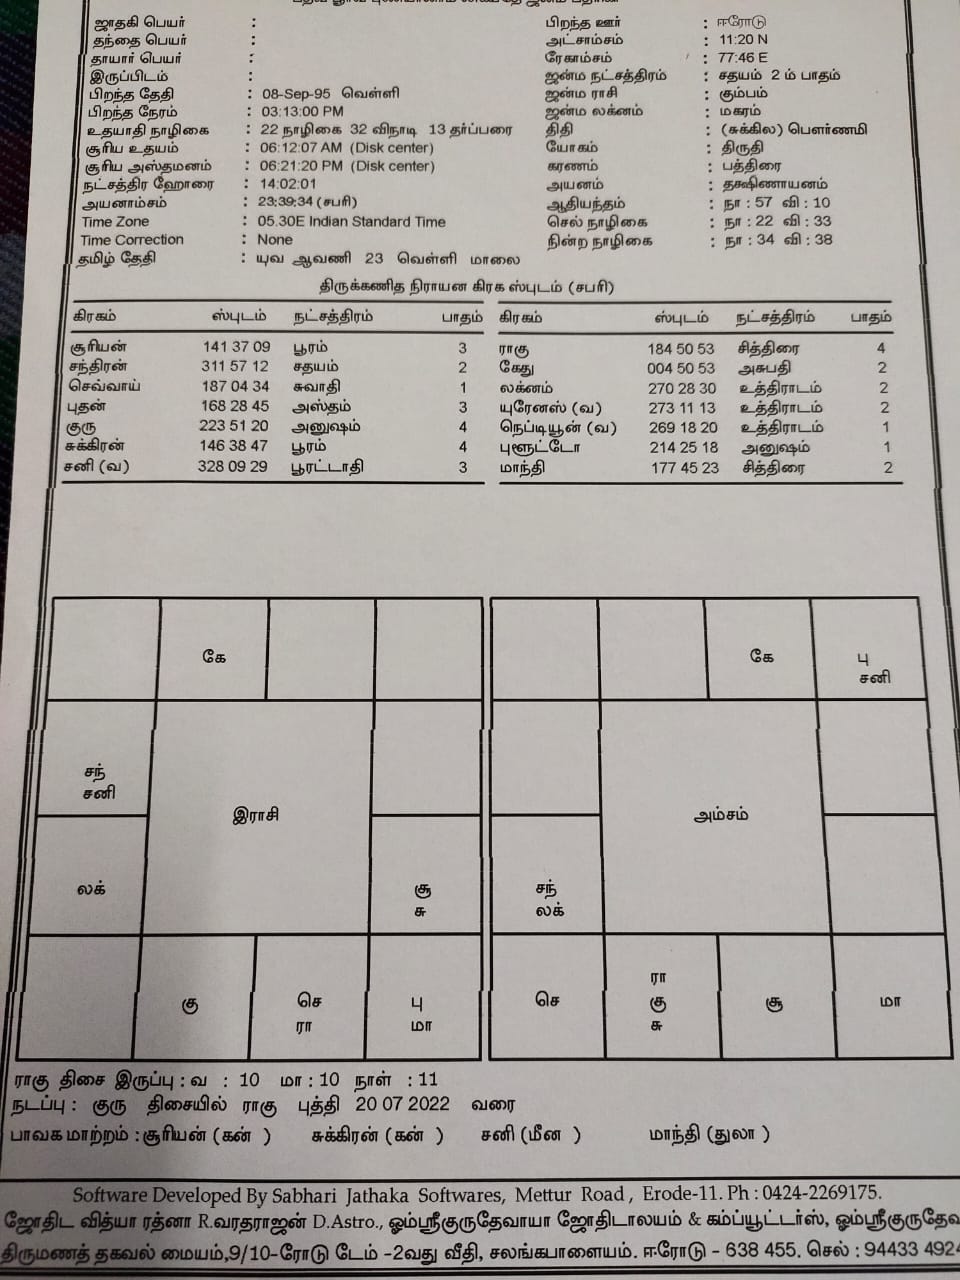 ஜாதகி பெயர் :
தந்தை பெயர் :
தாயார் பெயர் :
இருப்பிடம் :
பிறந்த தேதி : 08-Sep-95 வெள்ளி
பிறந்த நேரம் : 03:13:00 PM
உதயாதி நாழிகை : 22 நாழிகை 32 விநாடி 13 தர்ப்பரை
சூரிய உதயம் : 06:12:07 AM (Disk center)
சூரிய அஸ்தமனம் : 06:21:20 PM (Disk center)
நட்சத்திர ஹோரை : 14:02:01
அயனாம்சம் : 23;39;34 (சபரி)
Time Zone : 05.30E Indian Standard Time
Time Correction : None
தமிழ் தேதி : யுவ ஆவணி 23 வெள்ளி மாலை
பிறந்த ஊர் : ஈரோடு
அட்சாம்சம் : 11:20 N
ரேகாம்சம் : 77:46 E
ஜன்ம நட்சத்திரம் : சதயம் 2 ம் பாதம்
ஜன்ம ராசி : கும்பம்
ஜன்ம லக்னம் : மகரம்
திதி : (சுக்கில) பௌர்ணமி
யோகம் : திருதி
கரணம் : பத்திரை
அயனம் : தக்ஷிணாயனம்
ஆதியந்தம் : நா : 57 வி : 10
செல் நாழிகை : நா : 22 வி : 33
நின்ற நாழிகை : நா : 34 வி : 38
திருக்கணித நிராயன கிரக ஸ்புடம் (சபரி)
கிரகம் ஸ்புடம் நட்சத்திரம் பாதம்
சூரியன் 141 37 09 பூரம் 3
சந்திரன் 311 57 12 சதயம் 2
செவ்வாய் 187 04 34 சுவாதி 1
புதன் 168 28 45 அஸ்தம் 3
குரு 223 51 20 அனுஷம் 4
சுக்கிரன் 146 38 47 பூரம் 4
சனி (வ) 328 09 29 பூரட்டாதி 3
கிரகம் ஸ்புடம் நட்சத்திரம் பாதம்
ராகு 184 50 53 சித்திரை 4
கேது 004 50 53 அசுபதி 2
லக்னம் 270 28 30 உத்திராடம் 2
யுரேனஸ் (வ) 273 11 13 உத்திராடம் 2
நெப்டியூன் (வ) 269 18 20 உத்திராடம் 1
புளூட்டோ 214 25 18 அனுஷம் 1
மாந்தி 177 45 23 சித்திரை 2
கே
சந்
சனி
இராசி
லக்
சூ
சு
கு
செ
ரா
பு
மா
கே
பு
சனி
அம்சம்
சந்
லக்
செ
ரா
கு
சு
சூ
மா
ராகு திசை இருப்பு : வ : 10 மா : 10 நாள் : 11
நடப்பு : குரு திசையில் ராகு புத்தி 20 07 2022 வரை
பாவக மாற்றம் : சூரியன் (கன் ) சுக்கிரன் (கன் ) சனி (மீன ) மாந்தி (துலா )
Software Developed By Sabhari Jathaka Softwares, Mettur Road , Erode-11. Ph : 0424-2269175.
ஜோதிட வித்யா ரத்னா R.வரதராஜன் D.Astro., ஓம்ஸ்ரீகுருதேவாயா ஜோதிடாலயம் & கம்ப்யூட்டர்ஸ், ஓம்ஸ்ரீகுருதேவ
திருமணத் தகவல் மையம்,9/10-ரோடு டேம் -2வது வீதி, சலங்கபாளையம். ஈரோடு - 638 455. செல் : 94433 4924